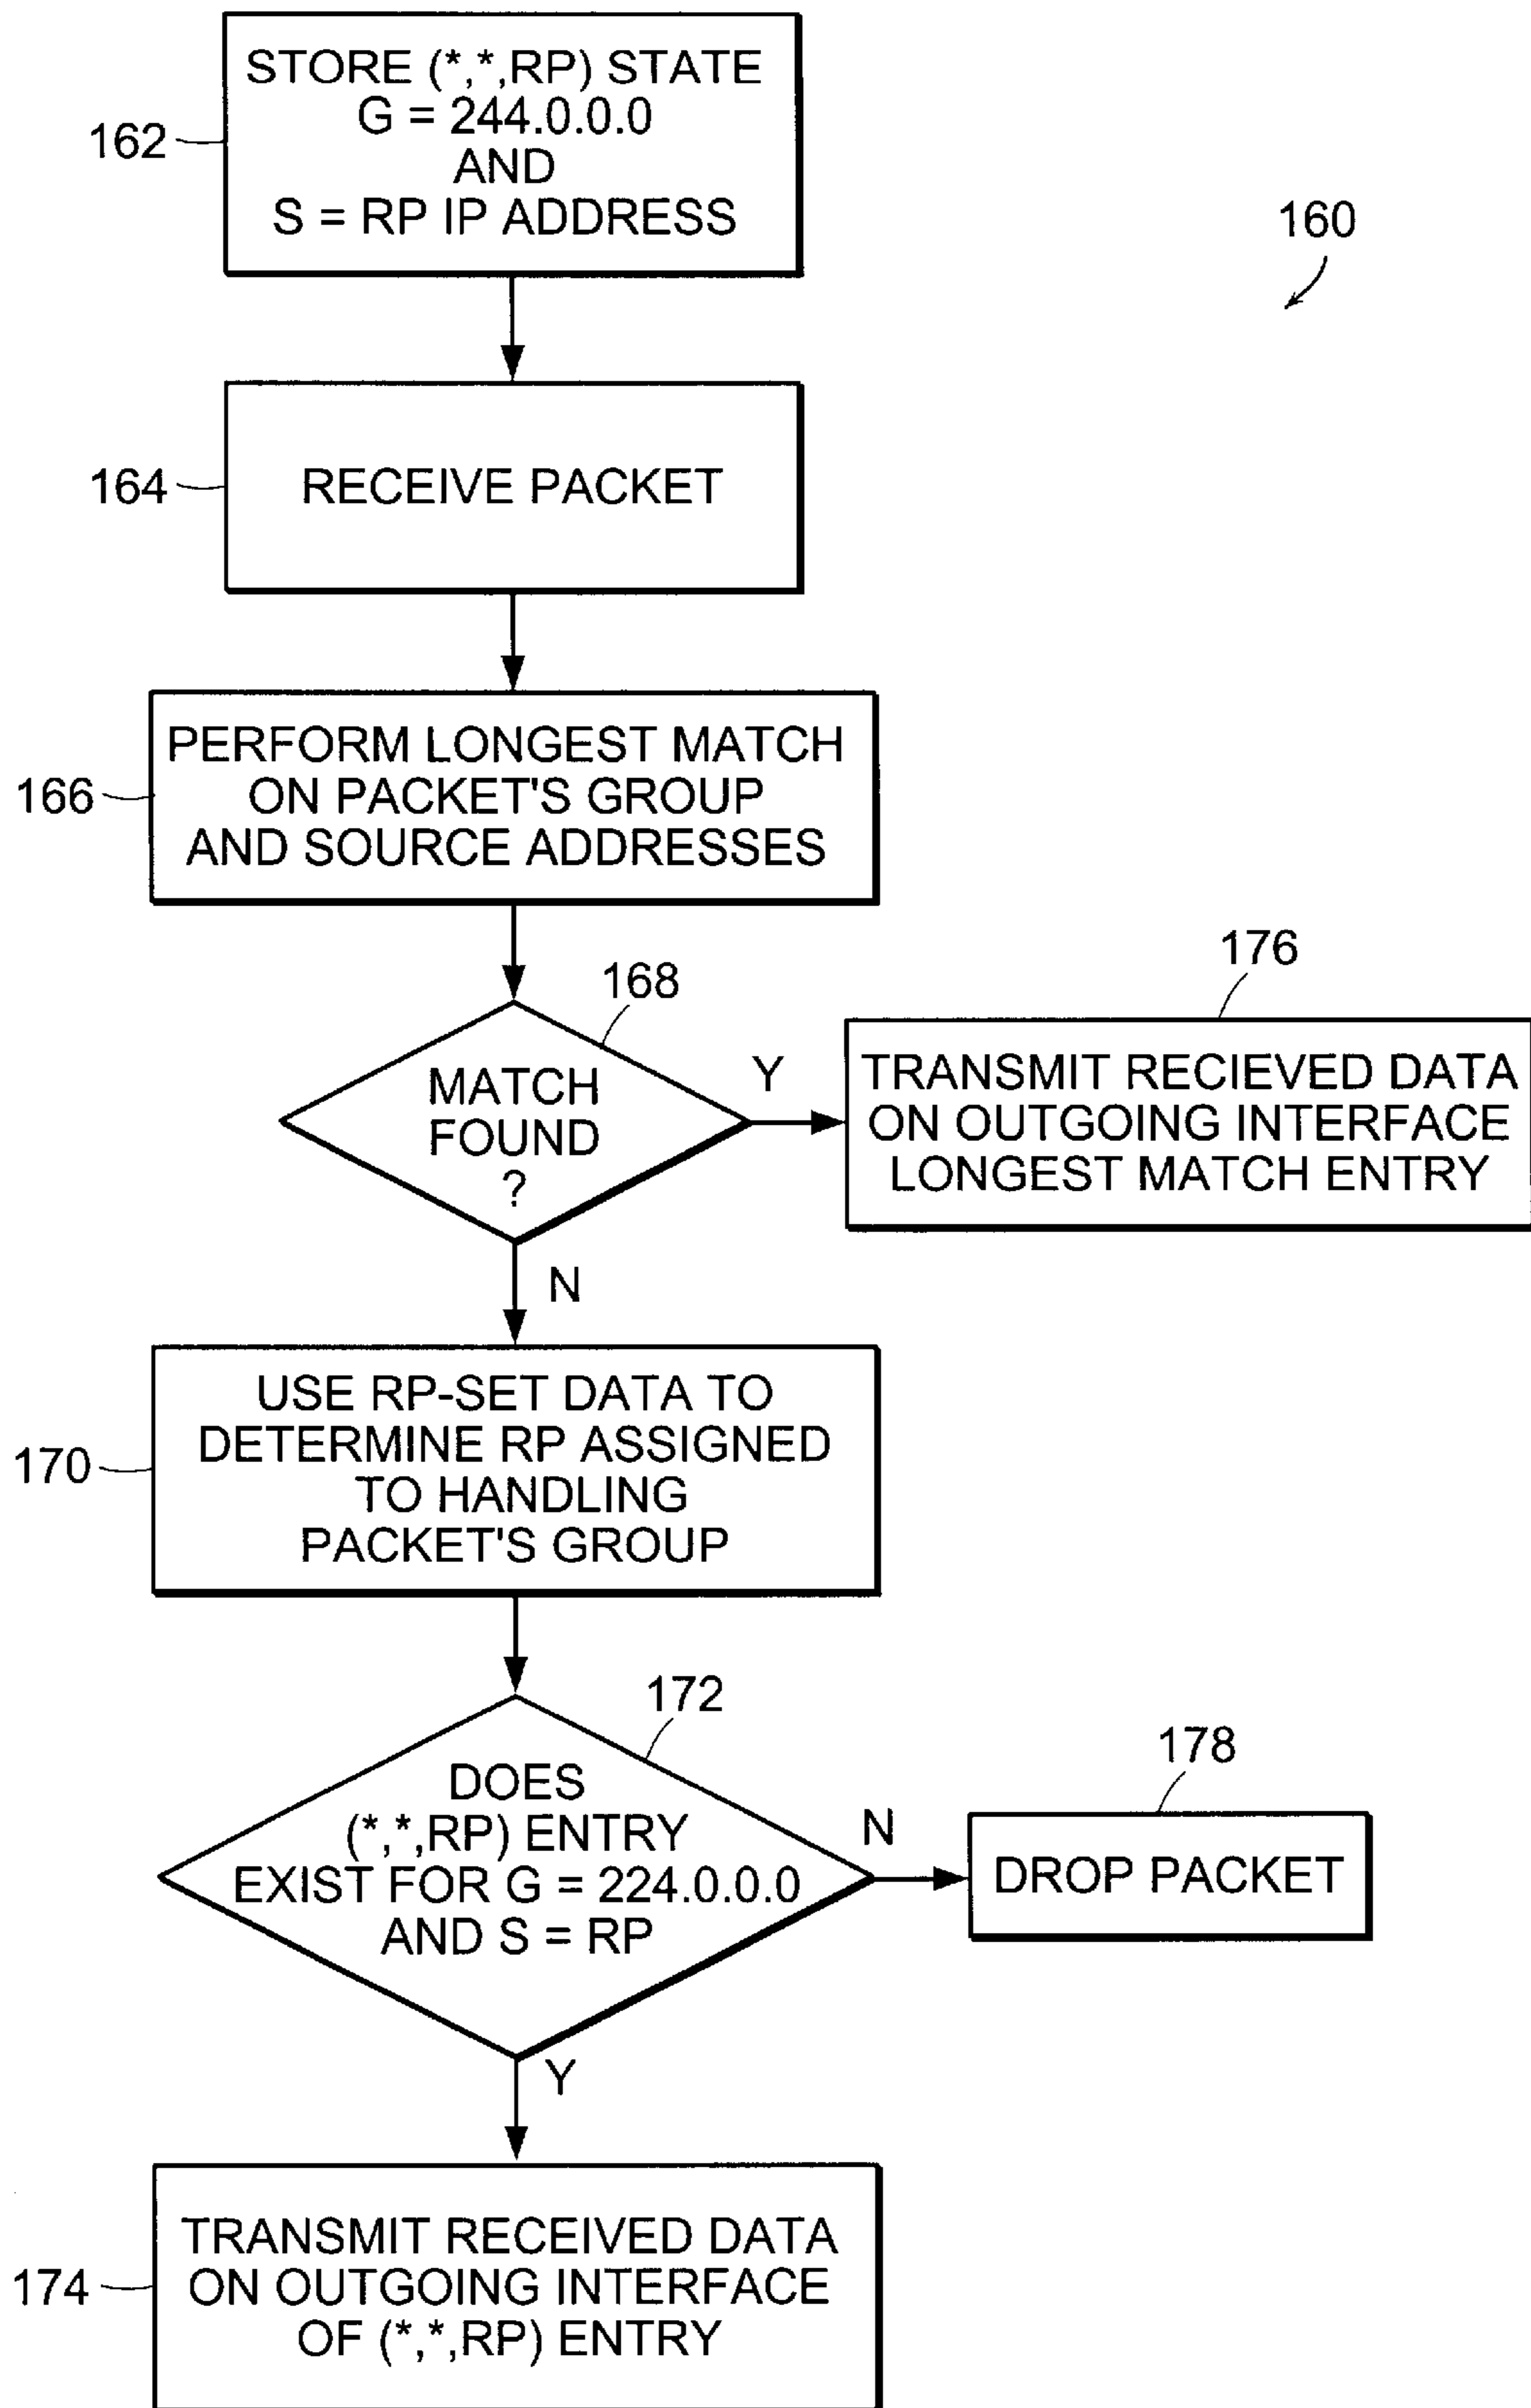 STORE (*,*,RP) STATE
G = 244.0.0.0
AND
S = RP IP ADDRESS
162
160
RECEIVE PACKET
164
PERFORM LONGEST MATCH
ON PACKET'S GROUP
AND SOURCE ADDRESSES
166
168
MATCH
FOUND
?
Y
176
TRANSMIT RECIEVED DATA
ON OUTGOING INTERFACE
LONGEST MATCH ENTRY
N
USE RP-SET DATA TO
DETERMINE RP ASSIGNED
TO HANDLING
PACKET'S GROUP
170
172
DOES
(*,*,RP) ENTRY
EXIST FOR G = 224.0.0.0
AND S = RP
N
178
DROP PACKET
Y
TRANSMIT RECEIVED DATA
ON OUTGOING INTERFACE
OF (*,*,RP) ENTRY
174